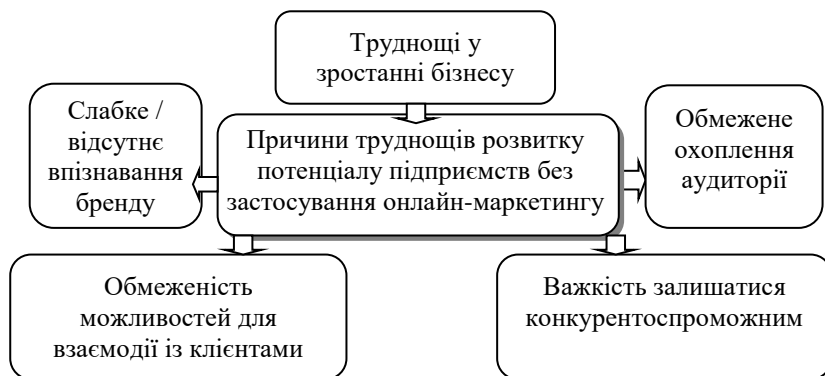 Труднощі у
зростанні бізнесу
Слабке /
відсутнє
впізнавання
бренду
Причини труднощів розвитку
потенціалу підприємств без
застосування онлайн-маркетингу
Обмежене
охоплення
аудиторії
Обмеженість
можливостей для
взаємодії із клієнтами
Важкість залишатися
конкурентоспроможним